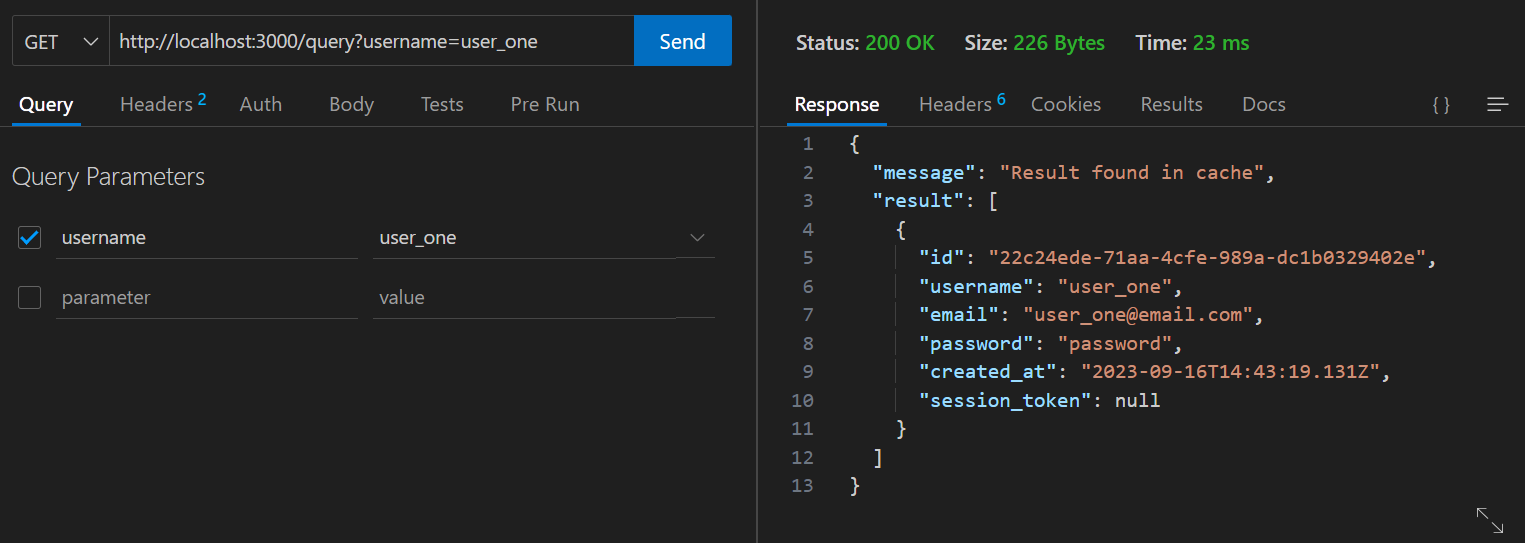 GET http://localhost:3000/query?username=user_one Send
Query Headers 2 Auth Body Tests Pre Run
Query Parameters
username user_one
parameter value
Status: 200 OK Size: 226 Bytes Time: 23 ms
Response Headers 6 Cookies Results Docs { }
1 {
2 "message": "Result found in cache",
3 "result": [
4 {
5 "id": "22c24ede-71aa-4cfe-989a-dc1b0329402e",
6 "username": "user_one",
7 "email": "user_one@email.com",
8 "password": "password",
9 "created_at": "2023-09-16T14:43:19.131Z",
10 "session_token": null
11 }
12 ]
13 }